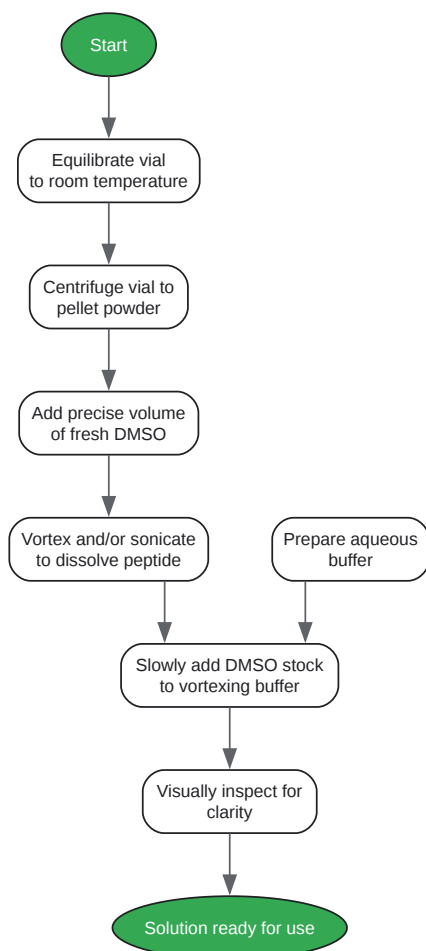 Start
Equilibrate vial
to room temperature
Centrifuge vial to
pellet powder
Add precise volume
of fresh DMSO
Vortex and/or sonicate
to dissolve peptide
Prepare aqueous
buffer
Slowly add DMSO stock
to vortexing buffer
Visually inspect for
clarity
Solution ready for use